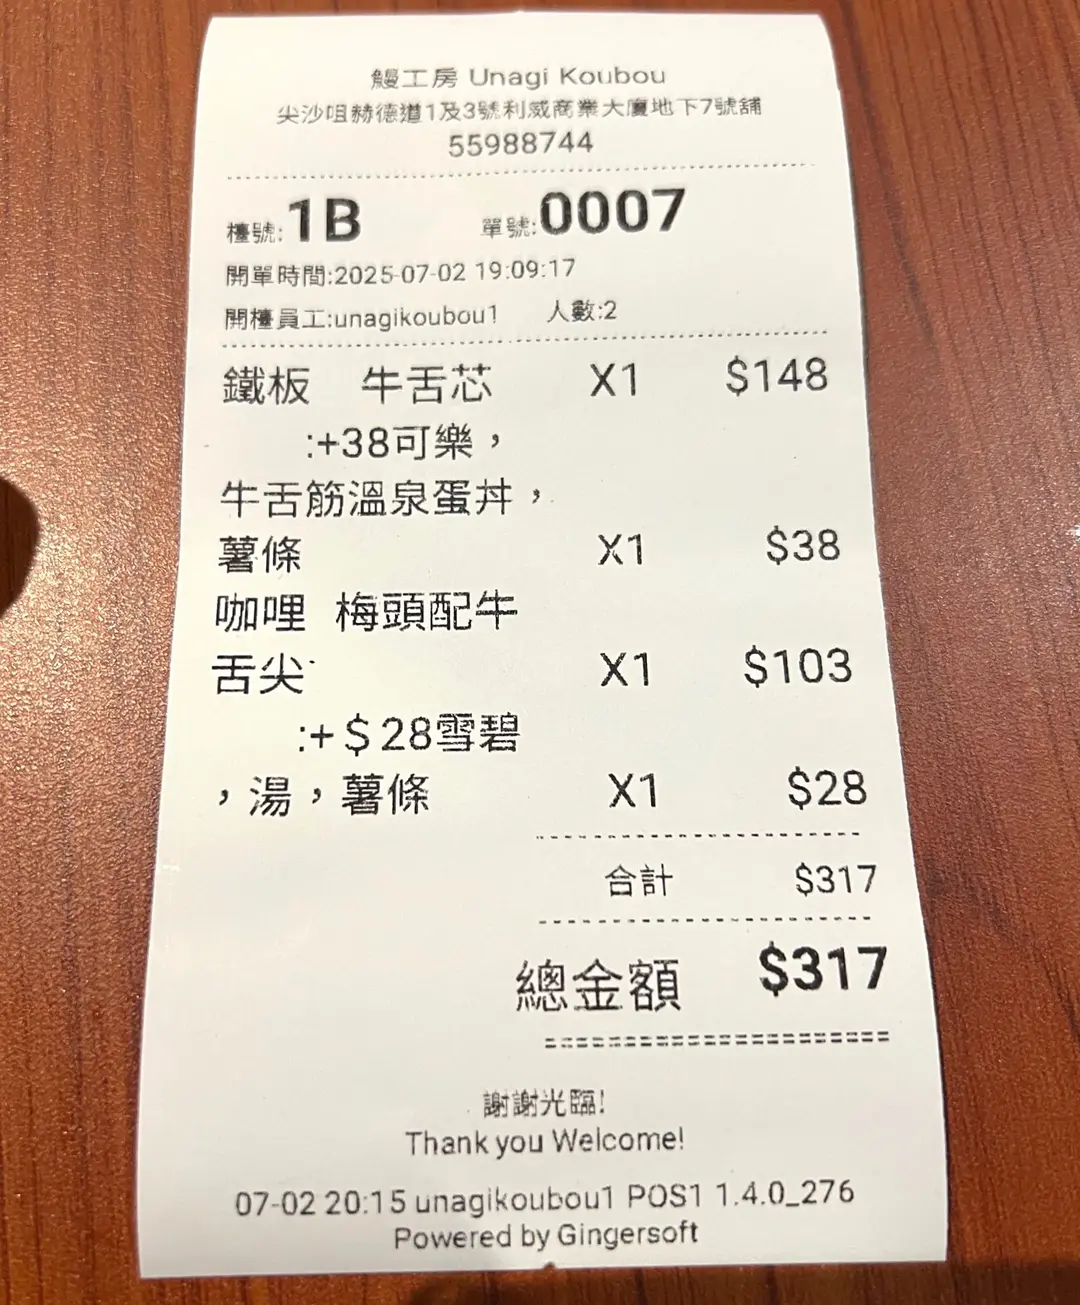 鰻工房 Unagi Koubou
尖沙咀赫德道1及3號利威商業大廈地下7號舖
55988744
檯號:1B 單號:0007
開單時間:2025-07-02 19:09:17
開檯員工:unagikoubou1 人數:2
鐵板 牛舌芯 X1 $148
:+38可樂，
牛舌筋溫泉蛋丼，
薯條 X1 $38
咖哩 梅頭配牛
舌尖 X1 $103
:+＄28雪碧
，湯，薯條 X1 $28
合計 $317
總金額 $317
謝謝光臨!
Thank you Welcome!
07-02 20:15 unagikoubou1 POS1 1.4.0_276
Powered by Gingersoft